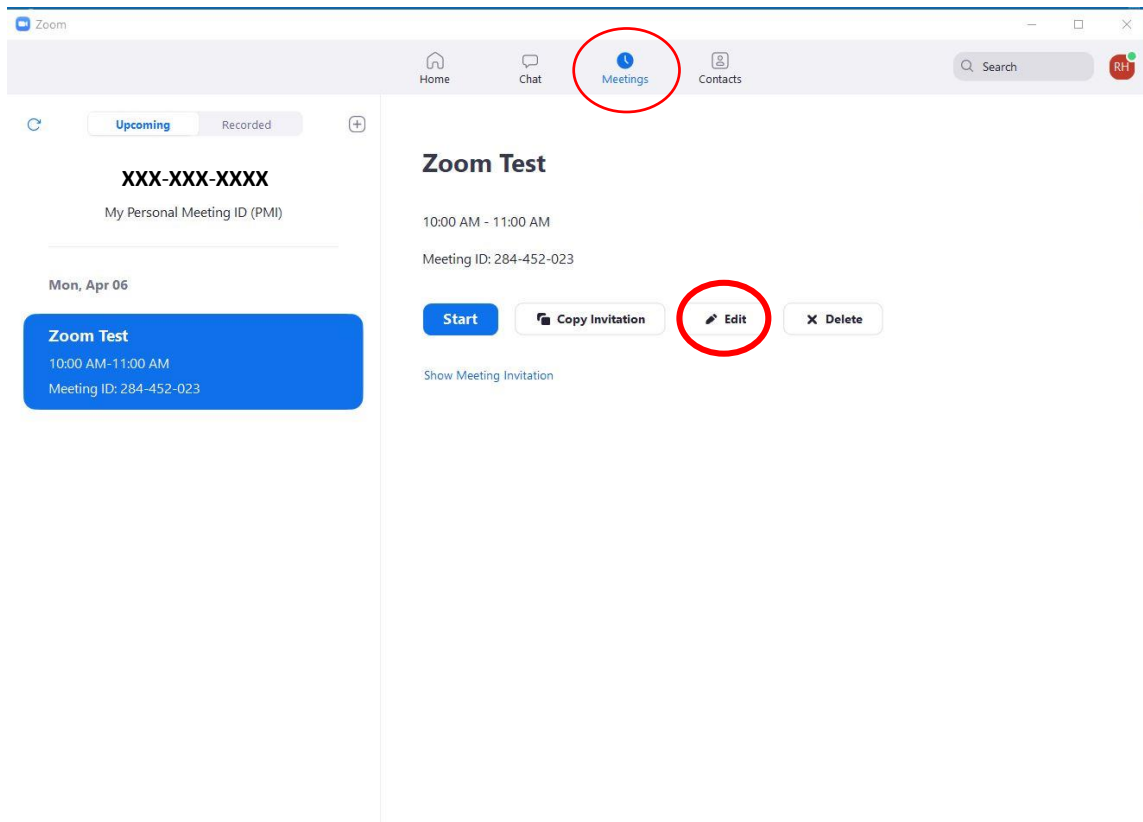 Zoom
Home Chat Meetings Contacts
Search
RH
Upcoming Recorded
XXX-XXX-XXXX
My Personal Meeting ID (PMI)
Mon, Apr 06
Zoom Test
10:00 AM-11:00 AM
Meeting ID: 284-452-023
Zoom Test
10:00 AM - 11:00 AM
Meeting ID: 284-452-023
Start Copy Invitation Edit Delete
Show Meeting Invitation